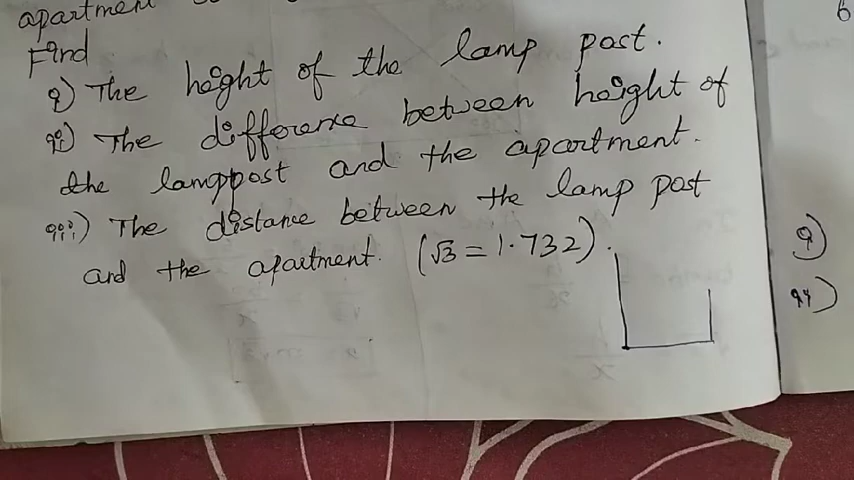 apartment
Find
i) The height of the lamp post.
ii) The difference between height of
the lamppost and the apartment.
iii) The distance between the lamp post
and the apartment. (√3 = 1.732).
6
i)
ii)